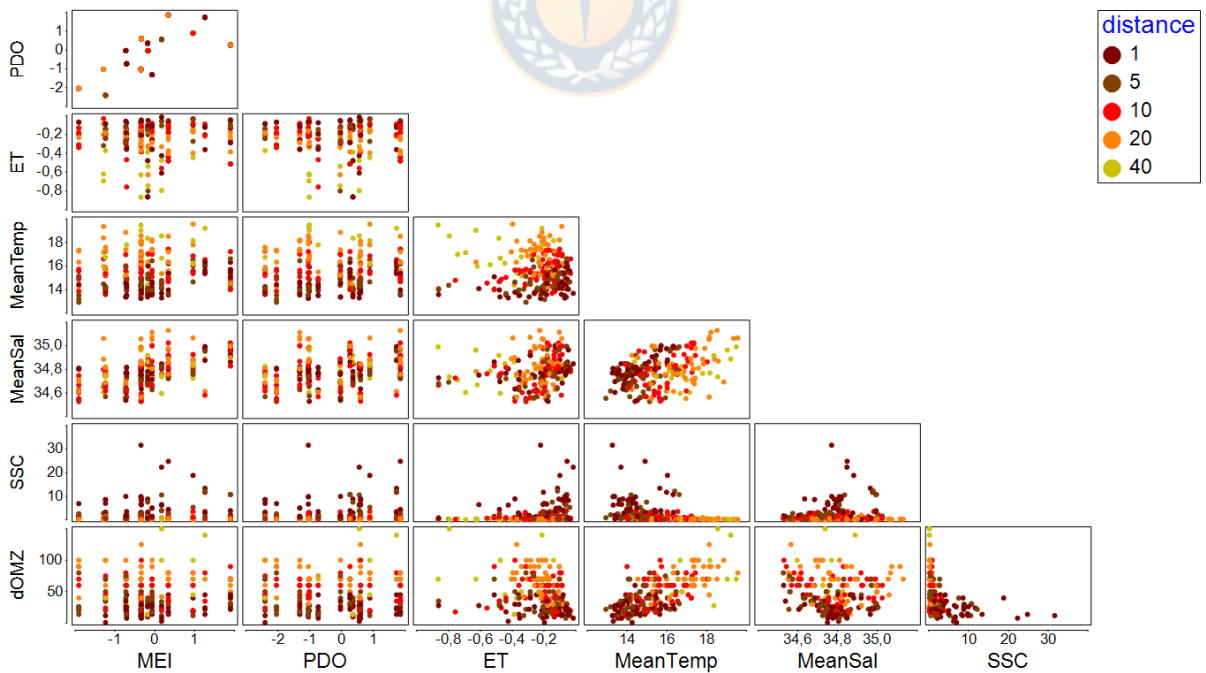 distance
1
5
10
20
40
PDO
1
0
-1
-2
ET
-0,2
-0,4
-0,6
-0,8
MeanTemp
18
16
14
MeanSal
35,0
34,8
34,6
SSC
30
20
10
dOMZ
100
50
-1 0 1
-2 -1 0 1
-0,8 -0,6 -0,4 -0,2
14 16 18
34,6 34,8 35,0
10 20 30
MEI PDO ET MeanTemp MeanSal SSC